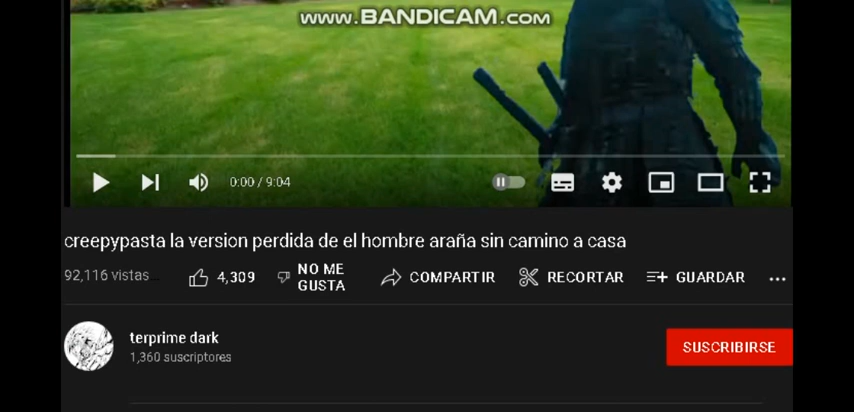 www.BANDICAM.com
0:00 / 9:04
creepypasta la version perdida de el hombre araña sin camino a casa
92,116 vistas
4,309
NO ME
GUSTA
COMPARTIR
RECORTAR
GUARDAR
terprime dark
1,360 suscriptores
SUSCRIBIRSE